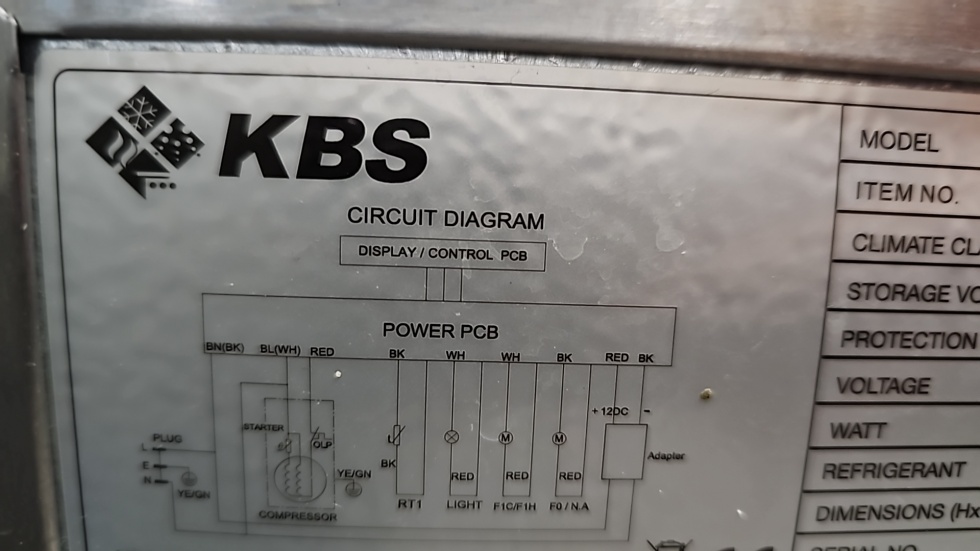 KBS
CIRCUIT DIAGRAM
DISPLAY / CONTROL PCB
POWER PCB
BN(BK) BL(WH) RED BK WH WH BK RED BK
+ 12DC -
STARTER
OLP
M M
PLUG
L
E
N
YE/GN
YE/GN
BK
RED RED RED
Adapter
COMPRESSOR
RT1 LIGHT F1C/F1H F0 / N.A
MODEL
ITEM NO.
CLIMATE CL
STORAGE VO
PROTECTION
VOLTAGE
WATT
REFRIGERANT
DIMENSIONS (Hx
SERIAL NO